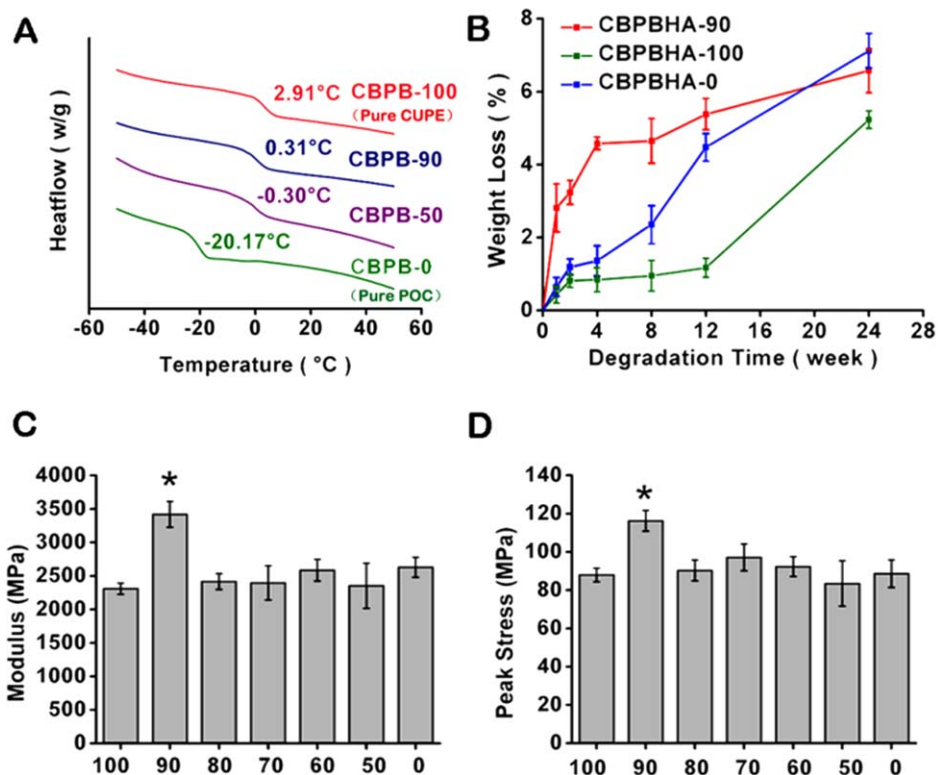 A
Heatflow ( w/g )
2.91°C CBPB-100
（Pure CUPE）
0.31°C CBPB-90
-0.30°C CBPB-50
-20.17°C CBPB-0
（Pure POC）
-60 -40 -20 0 20 40 60
Temperature ( °C )
B
Weight Loss ( % )
8
6
4
2
0
CBPBHA-90
CBPBHA-100
CBPBHA-0
0 4 8 12 16 20 24 28
Degradation Time ( week )
C
Modulus (MPa)
4000
3500
3000
2500
2000
1500
1000
500
0
*
100 90 80 70 60 50 0
D
Peak Stress (MPa)
140
120
100
80
60
40
20
0
*
100 90 80 70 60 50 0